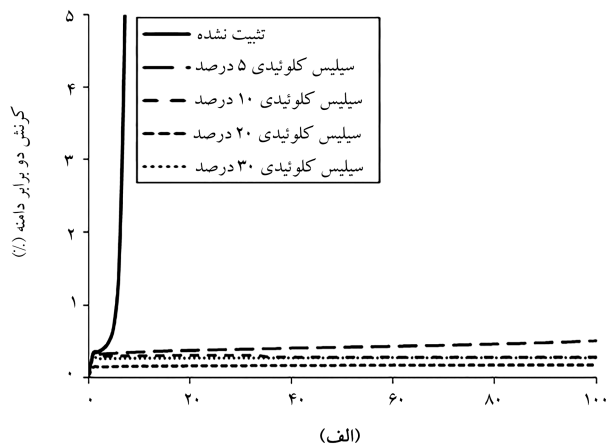 تثبیت نشده
سیلیس کلوئیدی ۵ درصد
سیلیس کلوئیدی ۱۰ درصد
سیلیس کلوئیدی ۲۰ درصد
سیلیس کلوئیدی ۳۰ درصد
کرنش دو برابر دامنه (٪)
۵
۴
۳
۲
۱
۰
۰ ۲۰ ۴۰ ۶۰ ۸۰ ۱۰۰
(الف)